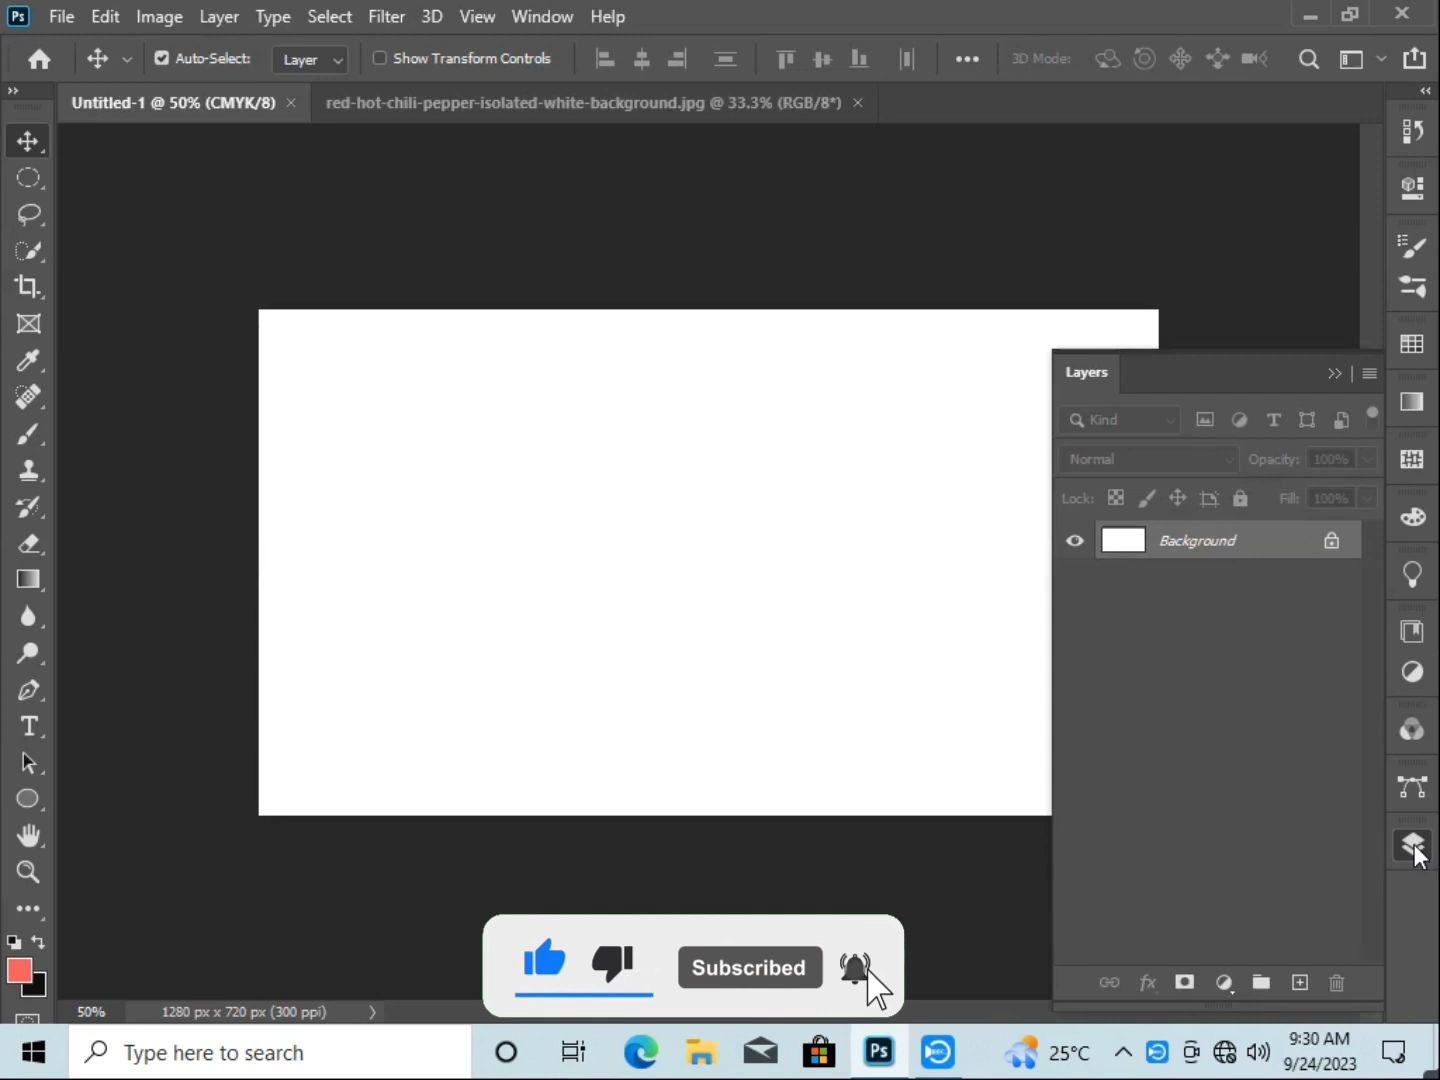 Ps File Edit Image Layer Type Select Filter 3D View Window Help
Auto-Select: Layer Show Transform Controls 3D Mode:
Untitled-1 @ 50% (CMYK/8) × red-hot-chili-pepper-isolated-white-background.jpg @ 33.3% (RGB/8*) ×
Layers
Kind
Normal Opacity: 100%
Lock: Fill: 100%
Background
Subscribed
50% 1280 px x 720 px (300 ppi)
Type here to search Ps REC 25°C 9:30 AM
9/24/2023